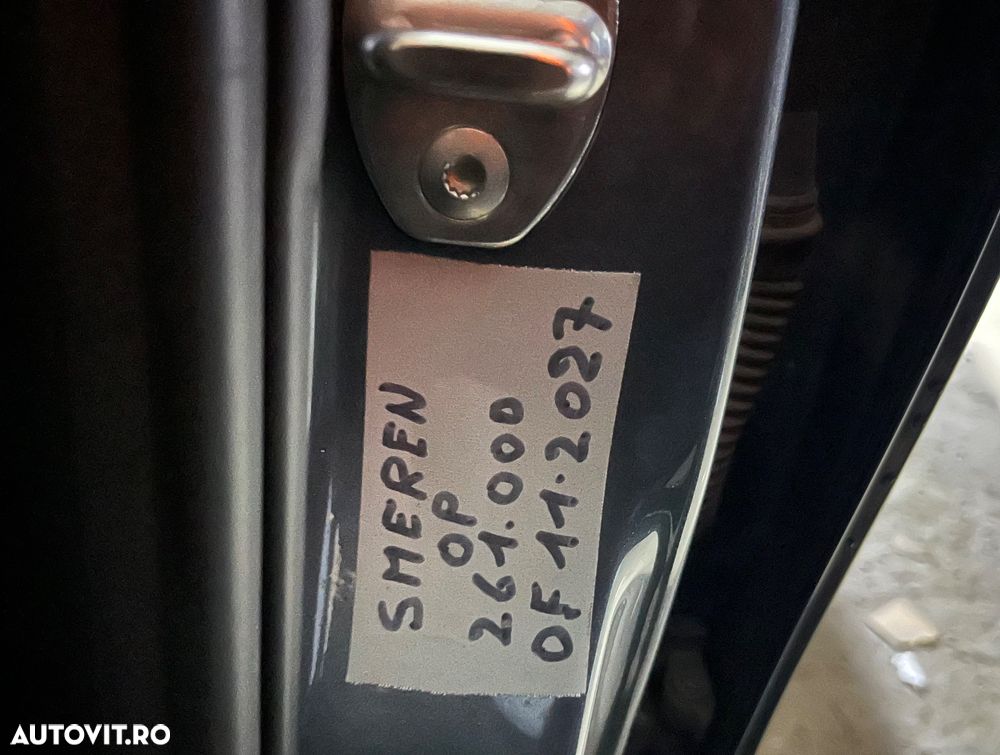 SMEREN
OP
261.000
OF 11.2027
AUTOVIT.RO